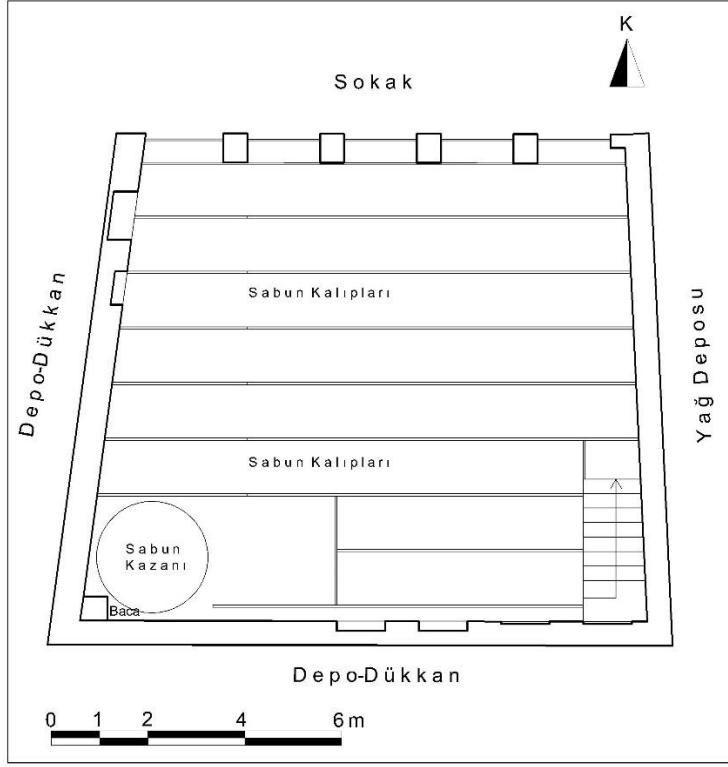 K
Sokak
Depo-Dükkan
Sabun Kalıpları
Yağ Deposu
Sabun Kalıpları
Sabun
Kazanı
Baca
Depo-Dükkan
0 1 2 4 6 m